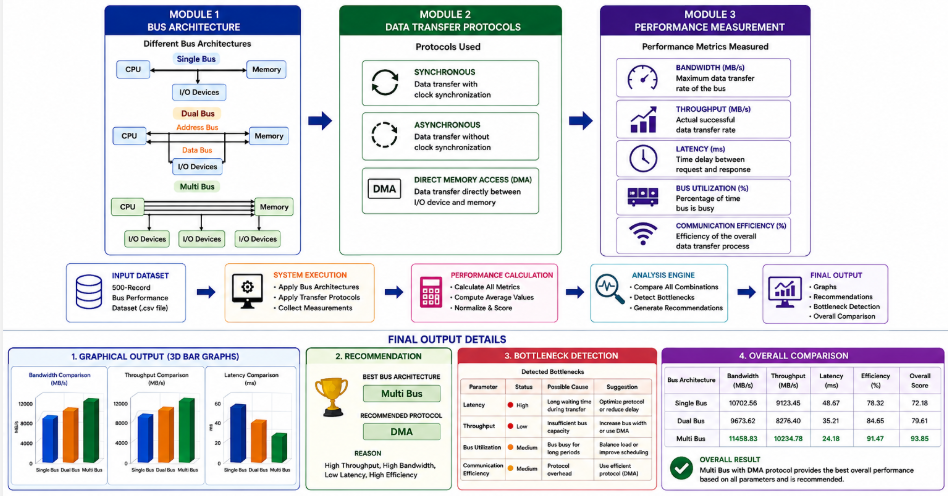 MODULE 1
BUS ARCHITECTURE
Different Bus Architectures
Single Bus
CPU
Memory
I/O Devices
Dual Bus
Address Bus
CPU
Memory
Data Bus
I/O Devices
Multi Bus
CPU
Memory
I/O Devices
I/O Devices
I/O Devices
MODULE 2
DATA TRANSFER PROTOCOLS
Protocols Used
SYNCHRONOUS
Data transfer with
clock synchronization
ASYNCHRONOUS
Data transfer without
clock synchronization
DMA
DIRECT MEMORY ACCESS (DMA)
Data transfer directly between
I/O device and memory
MODULE 3
PERFORMANCE MEASUREMENT
Performance Metrics Measured
BANDWIDTH (MB/s)
Maximum data transfer
rate of the bus
THROUGHPUT (MB/s)
Actual successful
data transfer rate
LATENCY (ms)
Time delay between
request and response
BUS UTILIZATION (%)
Percentage of time
bus is busy
COMMUNICATION EFFICIENCY (%)
Efficiency of the overall
data transfer process
INPUT DATASET
500-Record
Bus Performance
Dataset (.csv file)
SYSTEM EXECUTION
• Apply Bus Architectures
• Apply Transfer Protocols
• Collect Measurements
PERFORMANCE CALCULATION
• Calculate All Metrics
• Compute Average Values
• Normalize & Score
ANALYSIS ENGINE
• Compare All Combinations
• Detect Bottlenecks
• Generate Recommendations
FINAL OUTPUT
• Graphs
• Recommendations
• Bottleneck Detection
• Overall Comparison
FINAL OUTPUT DETAILS
1. GRAPHICAL OUTPUT (3D BAR GRAPHS)
Bandwidth Comparison
(MB/s)
MB/s
12000
8000
4000
0
Single Bus Dual Bus Multi Bus
Throughput Comparison
(MB/s)
12000
8000
4000
0
Single Bus Dual Bus Multi Bus
Latency Comparison
(ms)
ms
60
40
20
0
Single Bus Dual Bus Multi Bus
2. RECOMMENDATION
BEST BUS ARCHITECTURE
Multi Bus
RECOMMENDED PROTOCOL
DMA
REASON
High Throughput, High Bandwidth,
Low Latency, High Efficiency
3. BOTTLENECK DETECTION
Detected Bottlenecks
Parameter Status Possible Cause Suggestion
Latency High Long waiting time during transfer Optimize protocol or reduce delay
Throughput Low Insufficient bus capacity Increase bus width or use DMA
Bus Utilization Medium Bus busy for long periods Balance load or improve scheduling
Communication Efficiency Medium Protocol overhead Use efficient protocol (DMA)
4. OVERALL COMPARISON
Bus Architecture Bandwidth (MB/s) Throughput (MB/s) Latency (ms) Efficiency (%) Overall Score
Single Bus 10702.56 9123.45 48.67 78.32 72.18
Dual Bus 9673.62 8276.40 35.21 84.65 79.61
Multi Bus 11458.83 10234.78 24.18 91.47 93.85
OVERALL RESULT
Multi Bus with DMA protocol provides the best overall performance
based on all parameters and is recommended.